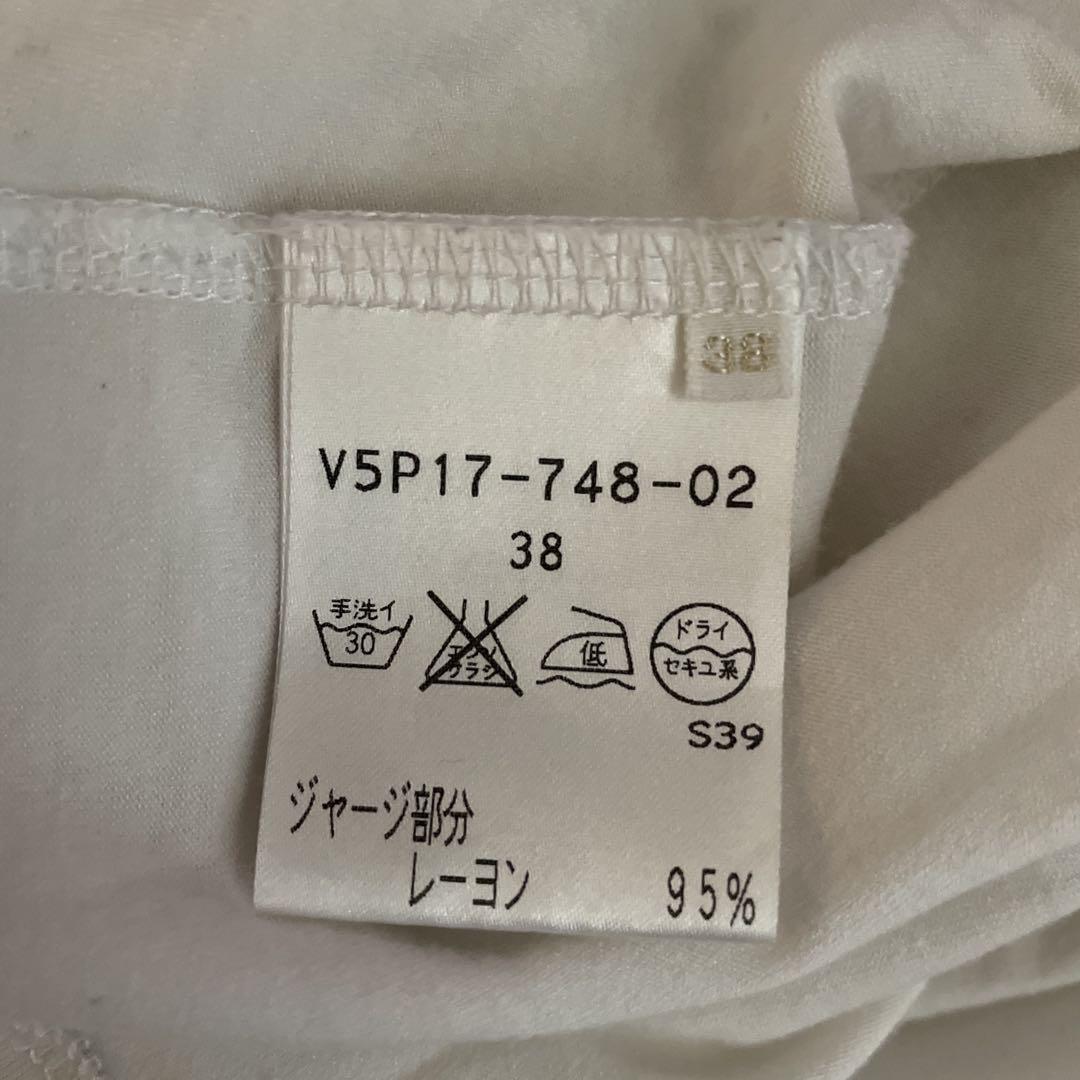 38
V5P17-748-02
38
手洗イ
30
エンソ
サラシ
低
ドライ
セキユ系
S39
ジャージ部分
レーヨン 95%